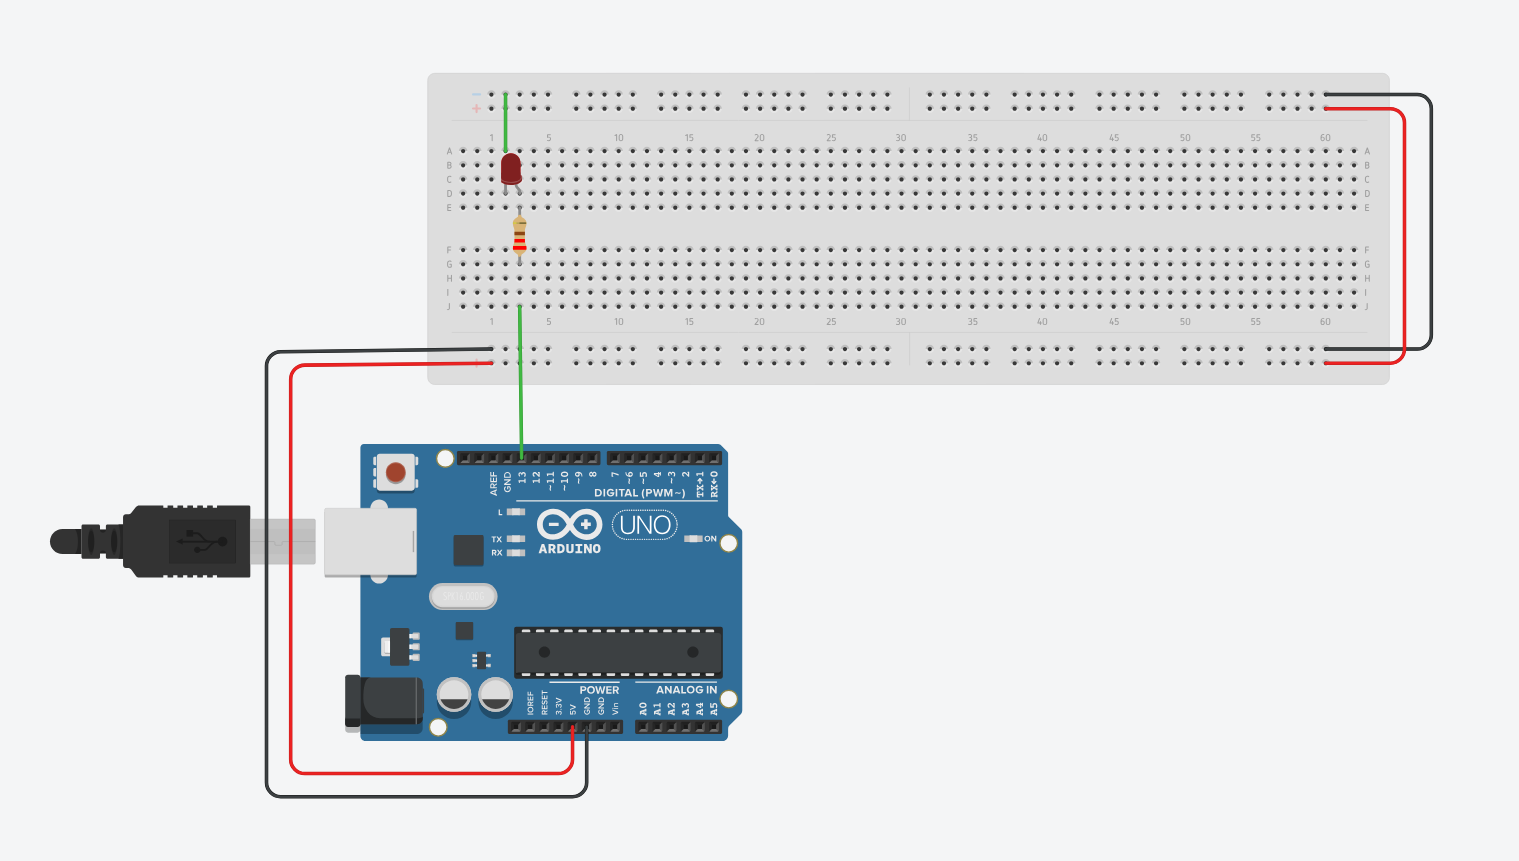 − 
+
1 5 10 15 20 25 30 35 40 45 50 55 60
A A
B B
C C
D D
E E
F F
G G
H H
I I
J J
1 5 10 15 20 25 30 35 40 45 50 55 60
AREF GND 13 12 ~11 ~10 ~9 8 7 ~6 ~5 4 ~3 2 TX→1 RX←0
DIGITAL (PWM~)
L
UNO
TX ON
RX ARDUINO
POWER ANALOG IN
IOREF RESET 3.3V 5V GND GND Vin A0 A1 A2 A3 A4 A5